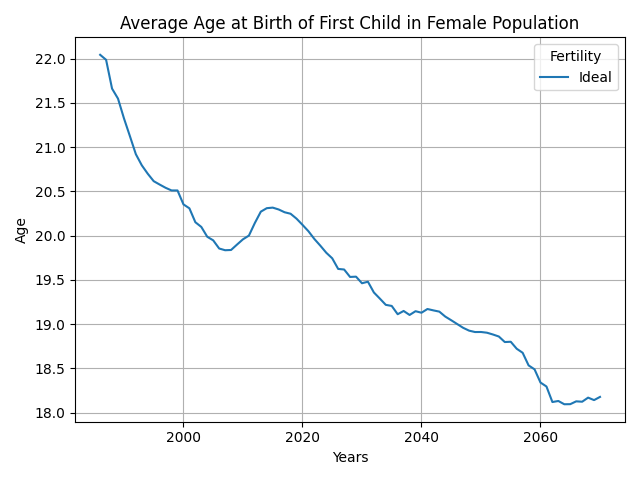 Average Age at Birth of First Child in Female Population
Fertility
Ideal
22.0
21.5
21.0
20.5
20.0
19.5
19.0
18.5
18.0
Age
2000 2020 2040 2060
Years